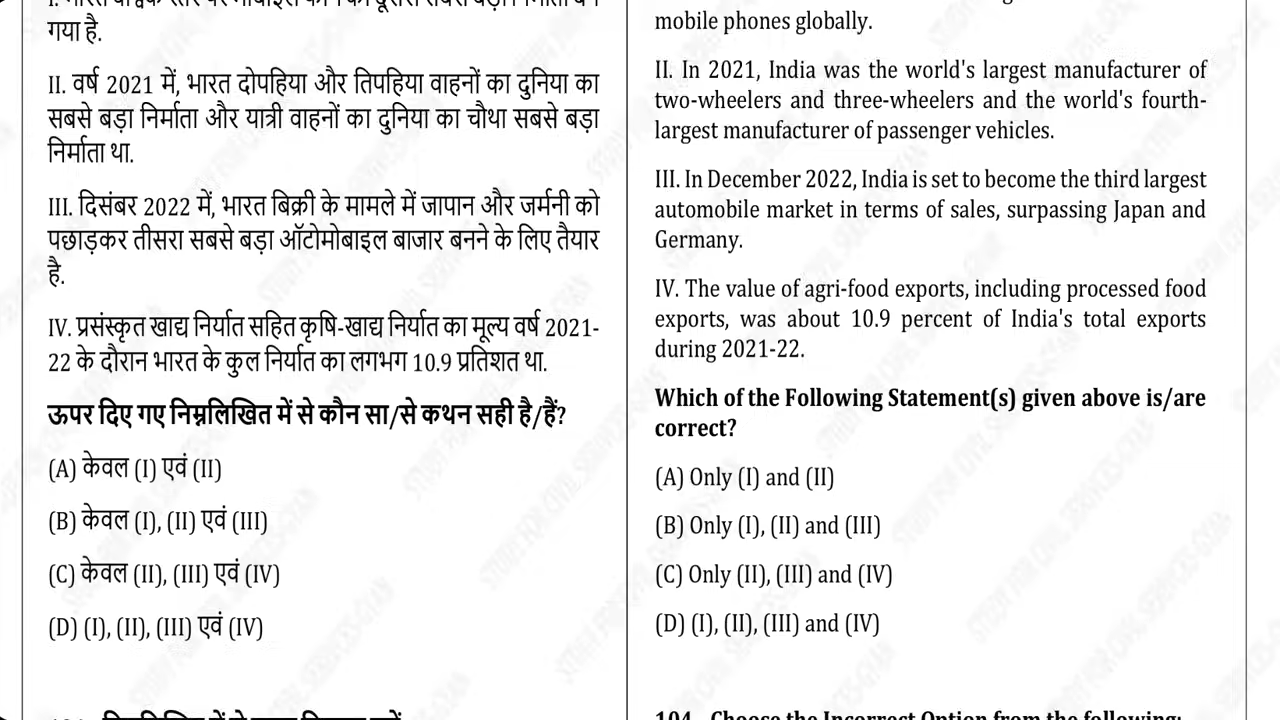 गया है.
II. वर्ष 2021 में, भारत दोपहिया और तिपहिया वाहनों का दुनिया का
सबसे बड़ा निर्माता और यात्री वाहनों का दुनिया का चौथा सबसे बड़ा
निर्माता था.
III. दिसंबर 2022 में, भारत बिक्री के मामले में जापान और जर्मनी को
पछाड़कर तीसरा सबसे बड़ा ऑटोमोबाइल बाजार बनने के लिए तैयार
है.
IV. प्रसंस्कृत खाद्य निर्यात सहित कृषि-खाद्य निर्यात का मूल्य वर्ष 2021-
22 के दौरान भारत के कुल निर्यात का लगभग 10.9 प्रतिशत था.
ऊपर दिए गए निम्नलिखित में से कौन सा/से कथन सही है/हैं?
(A) केवल (I) एवं (II)
(B) केवल (I), (II) एवं (III)
(C) केवल (II), (III) एवं (IV)
(D) (I), (II), (III) एवं (IV)
mobile phones globally.
II. In 2021, India was the world's largest manufacturer of
two-wheelers and three-wheelers and the world's fourth-
largest manufacturer of passenger vehicles.
III. In December 2022, India is set to become the third largest
automobile market in terms of sales, surpassing Japan and
Germany.
IV. The value of agri-food exports, including processed food
exports, was about 10.9 percent of India's total exports
during 2021-22.
Which of the Following Statement(s) given above is/are
correct?
(A) Only (I) and (II)
(B) Only (I), (II) and (III)
(C) Only (II), (III) and (IV)
(D) (I), (II), (III) and (IV)
104. Choose the Incorrect Option from the following: